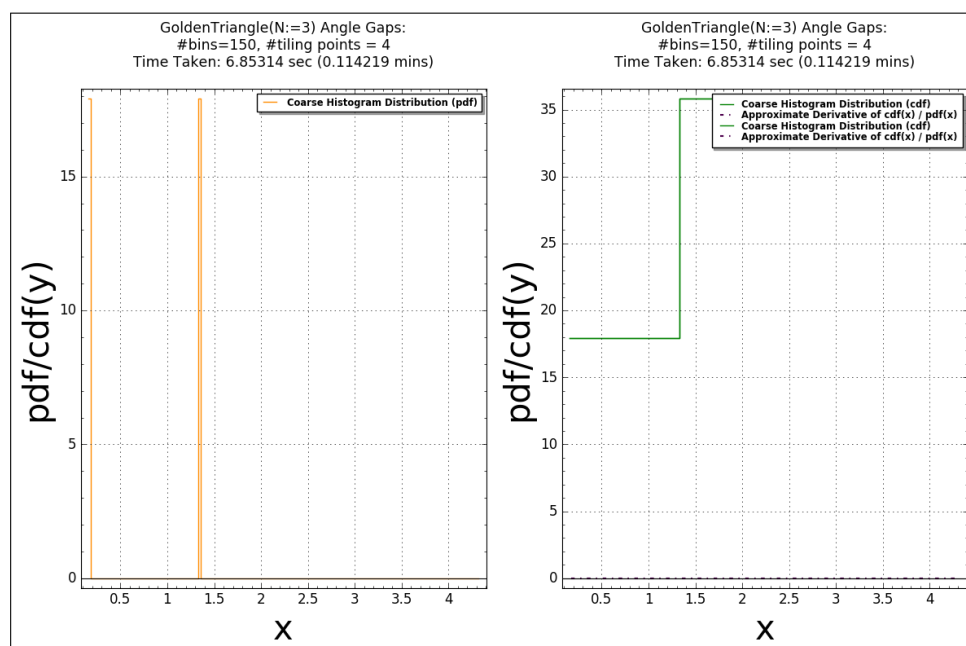 GoldenTriangle(N:=3) Angle Gaps:
#bins=150, #tiling points = 4
Time Taken: 6.85314 sec (0.114219 mins)
Coarse Histogram Distribution (pdf)
pdf/cdf(y)
15
10
5
0
0.5 1 1.5 2 2.5 3 3.5 4
x
GoldenTriangle(N:=3) Angle Gaps:
#bins=150, #tiling points = 4
Time Taken: 6.85314 sec (0.114219 mins)
Coarse Histogram Distribution (cdf)
Approximate Derivative of cdf(x) / pdf(x)
Coarse Histogram Distribution (cdf)
Approximate Derivative of cdf(x) / pdf(x)
pdf/cdf(y)
35
30
25
20
15
10
5
0
0.5 1 1.5 2 2.5 3 3.5 4
x